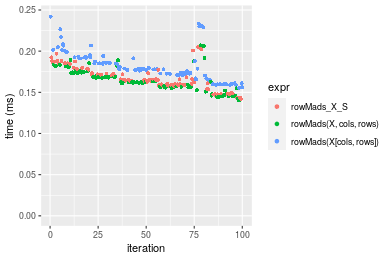 0.25
0.20
0.15
0.10
0.05
0.00
time (ms)
0
25
50
75
100
iteration
expr
rowMads_X_S
rowMads(X, cols, rows)
rowMads(X[cols, rows])